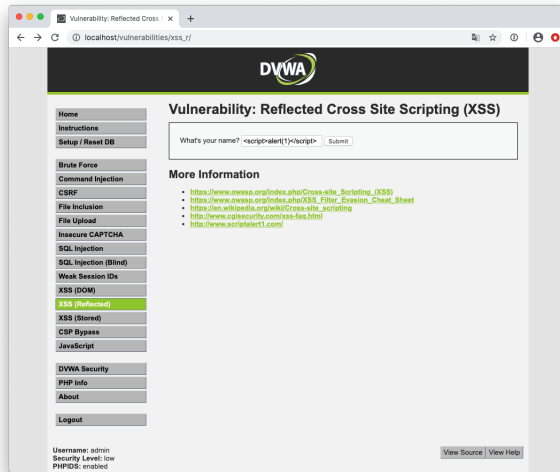 Vulnerability: Reflected Cross S
localhost/vulnerabilities/xss_r/
DVWA
Home
Instructions
Setup / Reset DB
Brute Force
Command Injection
CSRF
File Inclusion
File Upload
Insecure CAPTCHA
SQL Injection
SQL Injection (Blind)
Weak Session IDs
XSS (DOM)
XSS (Reflected)
XSS (Stored)
CSP Bypass
JavaScript
DVWA Security
PHP Info
About
Logout
Vulnerability: Reflected Cross Site Scripting (XSS)
What's your name? <script>alert(1)</script> Submit
More Information
https://www.owasp.org/index.php/Cross-site_Scripting_(XSS)
https://www.owasp.org/index.php/XSS_Filter_Evasion_Cheat_Sheet
https://en.wikipedia.org/wiki/Cross-site_scripting
http://www.cgisecurity.com/xss-faq.html
http://www.scriptalert1.com/
Username: admin
Security Level: low
PHPIDS: enabled
View Source View Help